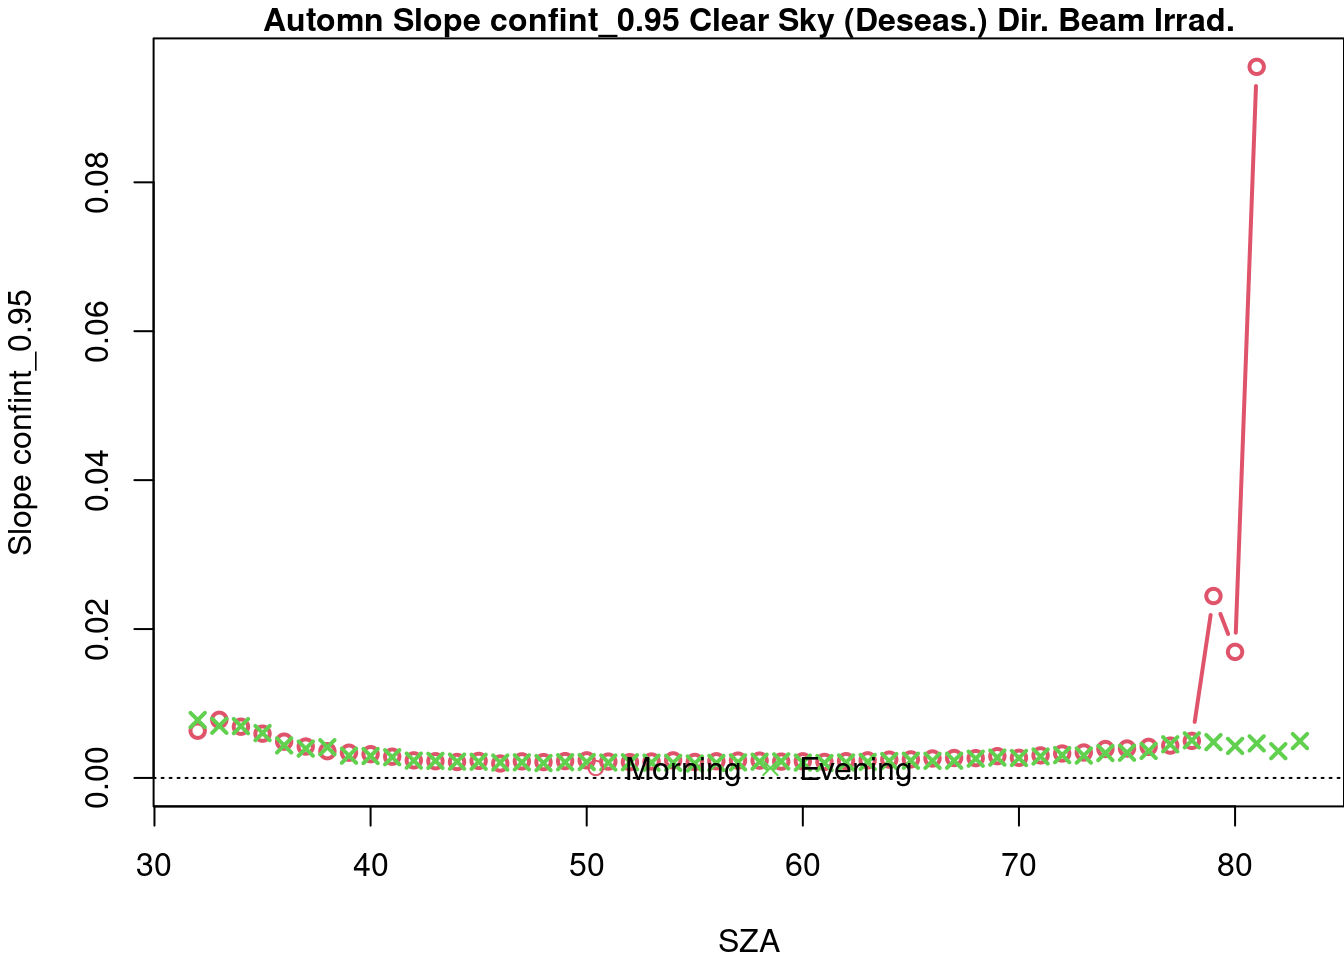 Automn Slope confint_0.95 Clear Sky (Deseas.) Dir. Beam Irrad.
Slope confint_0.95
0.08
0.06
0.04
0.02
0.00
Morning Evening
30 40 50 60 70 80
SZA